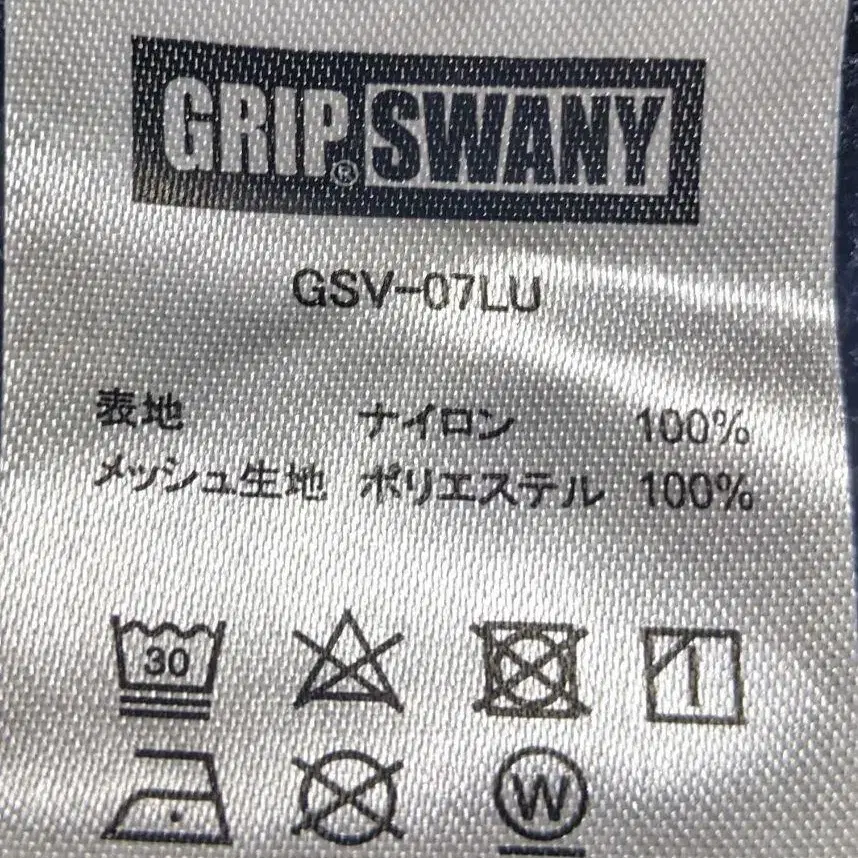 GRIP® SWANY
GSV-07LU
表地 ナイロン 100%
メッシュ生地 ポリエステル 100%
30
W